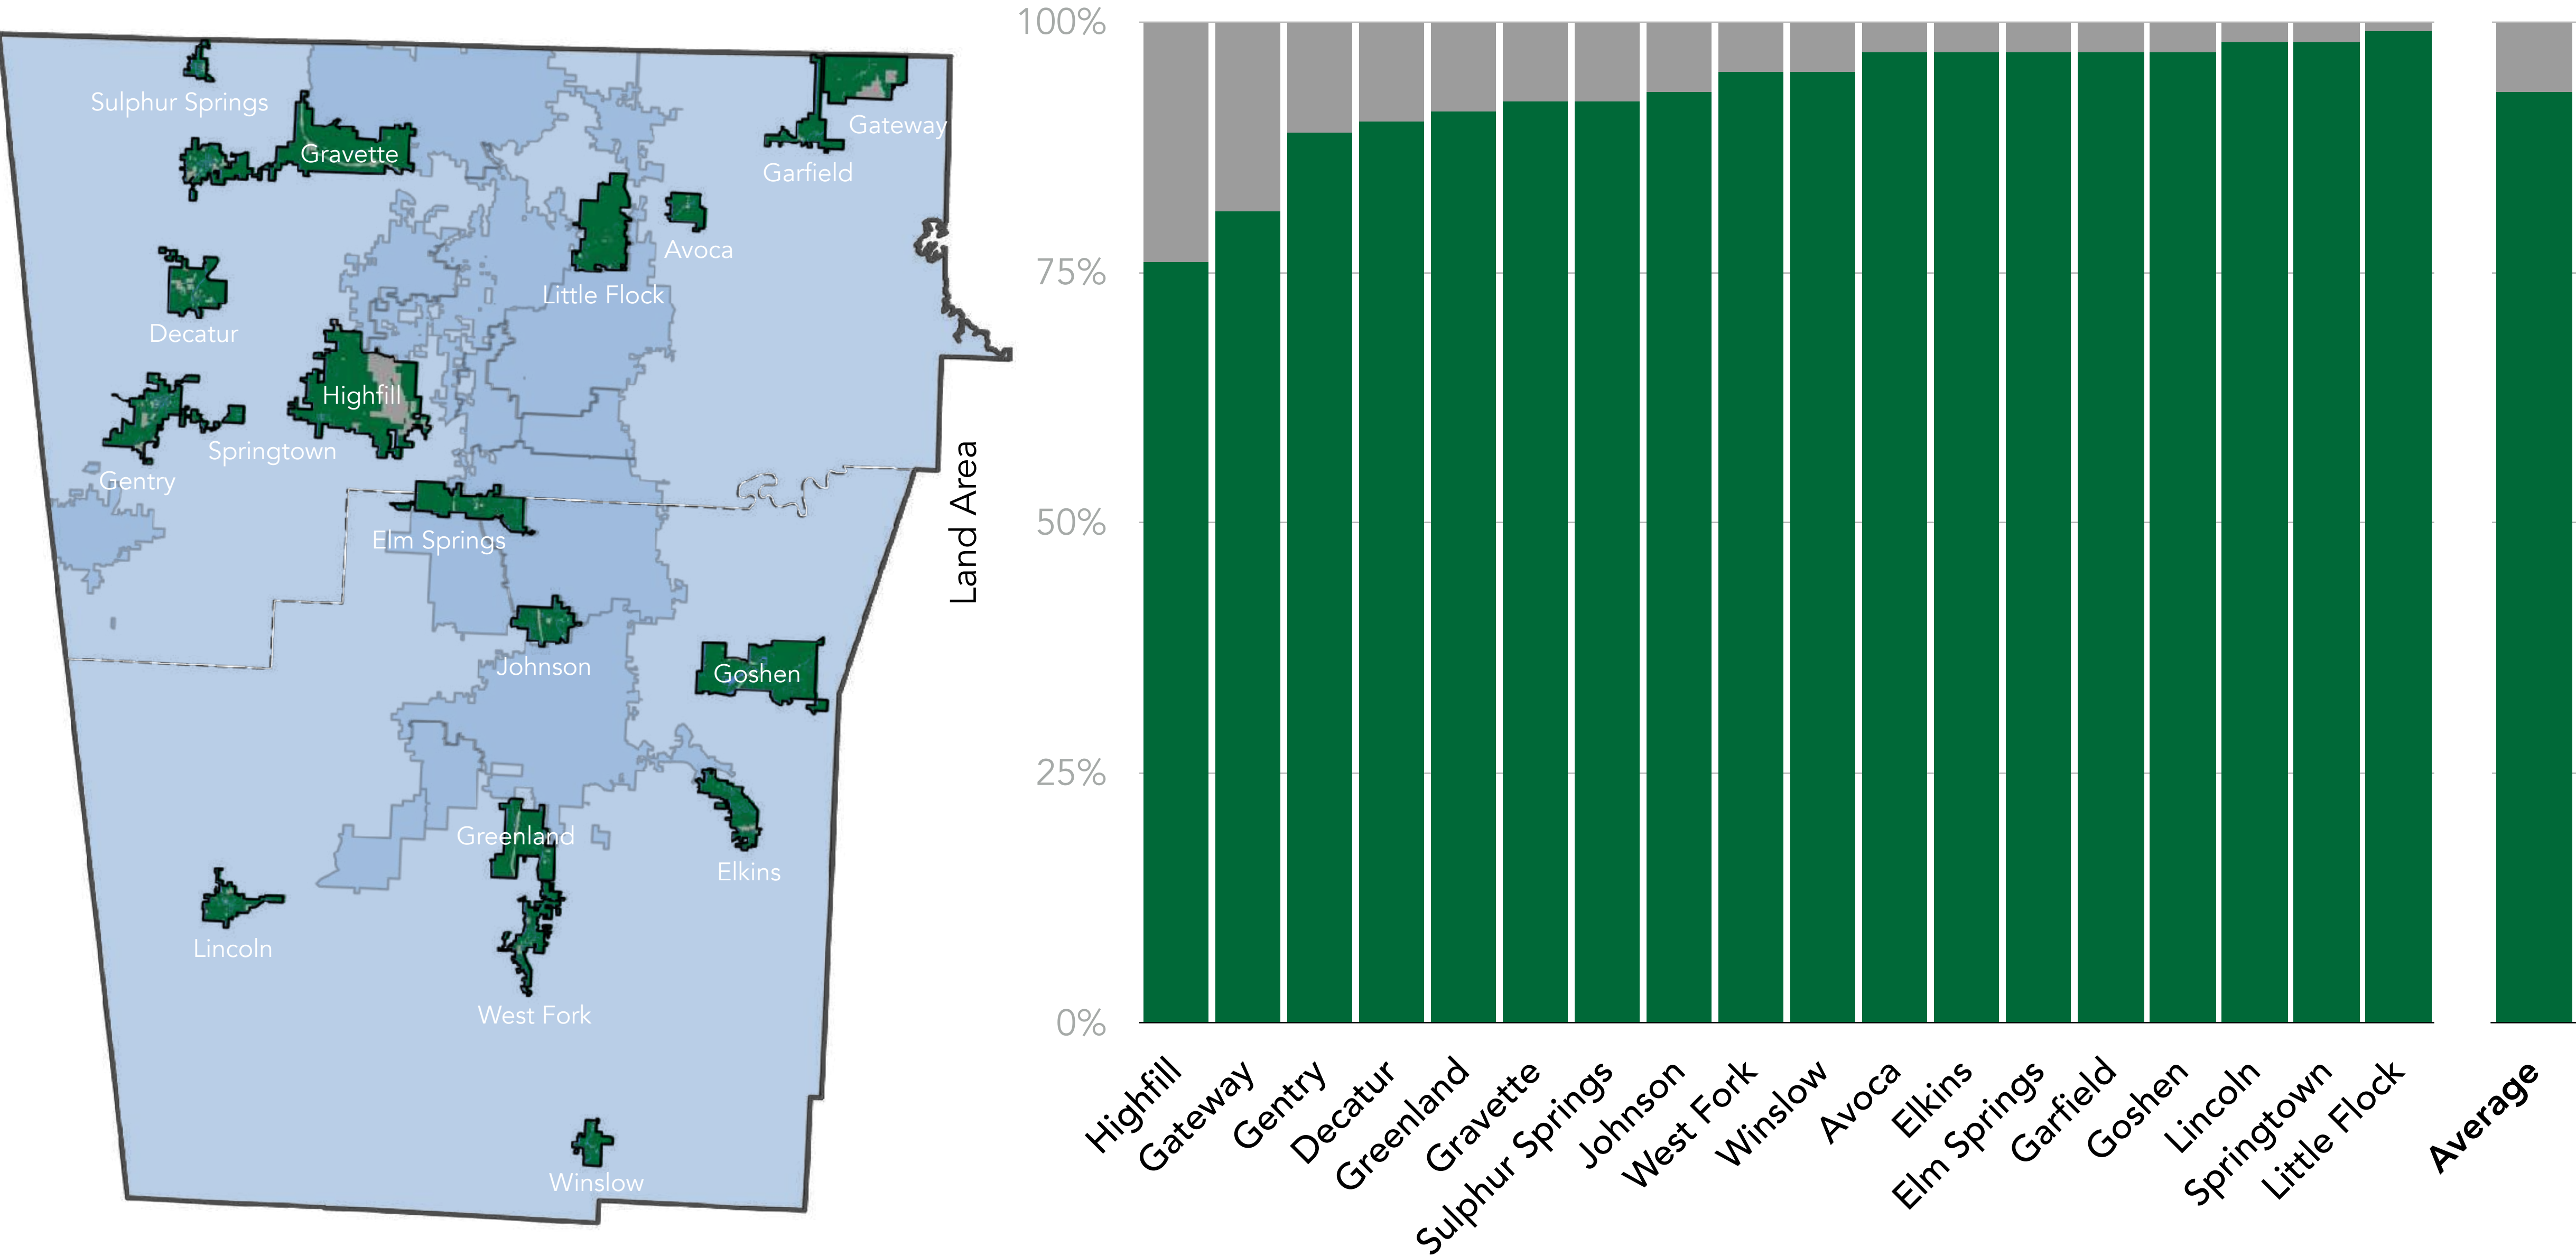 Sulphur Springs
Gravette
Gateway
Garfield
Avoca
Little Flock
Decatur
Highfill
Springtown
Gentry
Elm Springs
Johnson
Goshen
Greenland
Elkins
Lincoln
West Fork
Winslow
Land Area
100%
75%
50%
25%
0%
Highfill
Gateway
Gentry
Decatur
Greenland
Gravette
Sulphur Springs
Johnson
West Fork
Winslow
Avoca
Elkins
Elm Springs
Garfield
Goshen
Lincoln
Springtown
Little Flock
Average